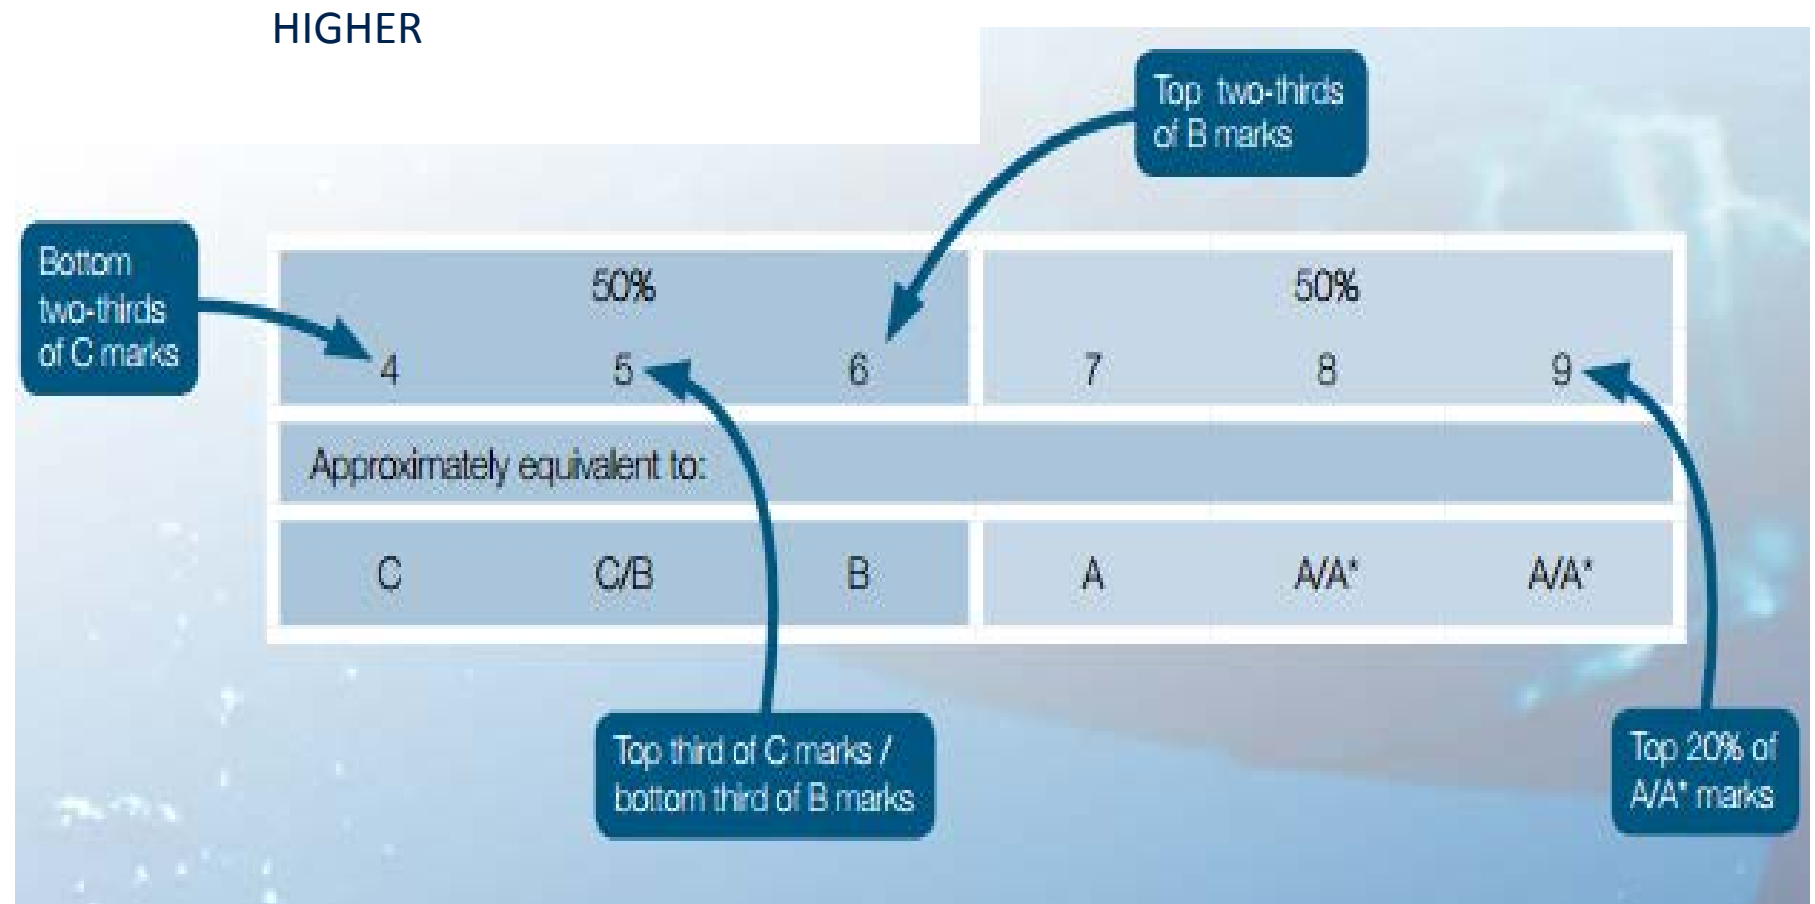 HIGHER
Top two-thirds
of B marks
Bottom
two-thirds
of C marks
50% 50%
4 5 6 7 8 9
Approximately equivalent to:
C C/B B A A/A* A/A*
Top third of C marks /
bottom third of B marks
Top 20% of
A/A* marks